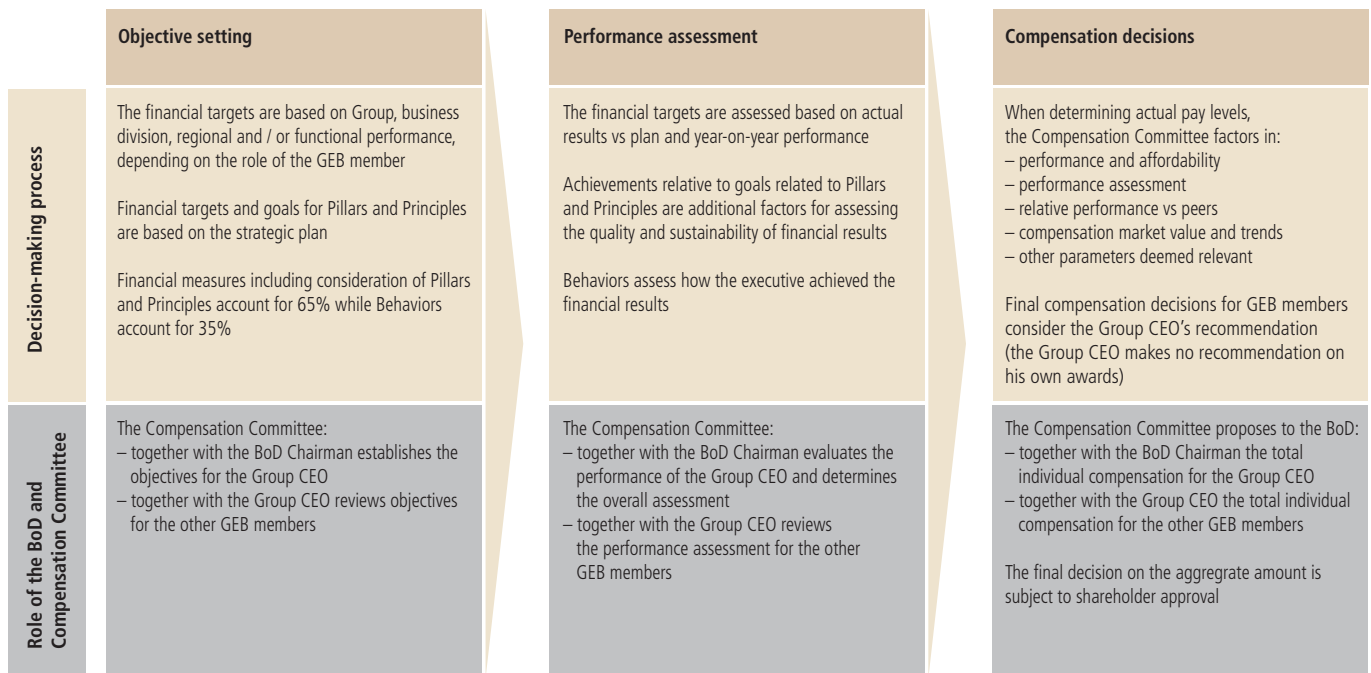 Objective setting
Performance assessment
Compensation decisions
Decision-making process
The financial targets are based on Group, business
division, regional and / or functional performance,
depending on the role of the GEB member
Financial targets and goals for Pillars and Principles
are based on the strategic plan
Financial measures including consideration of Pillars
and Principles account for 65% while Behaviors
account for 35%
The financial targets are assessed based on actual
results vs plan and year-on-year performance
Achievements relative to goals related to Pillars
and Principles are additional factors for assessing
the quality and sustainability of financial results
Behaviors assess how the executive achieved the
financial results
When determining actual pay levels,
the Compensation Committee factors in:
– performance and affordability
– performance assessment
– relative performance vs peers
– compensation market value and trends
– other parameters deemed relevant
Final compensation decisions for GEB members
consider the Group CEO's recommendation
(the Group CEO makes no recommendation on
his own awards)
Role of the BoD and
Compensation Committee
The Compensation Committee:
– together with the BoD Chairman establishes the
objectives for the Group CEO
– together with the Group CEO reviews objectives
for the other GEB members
The Compensation Committee:
– together with the BoD Chairman evaluates the
performance of the Group CEO and determines
the overall assessment
– together with the Group CEO reviews
the performance assessment for the other
GEB members
The Compensation Committee proposes to the BoD:
– together with the BoD Chairman the total
individual compensation for the Group CEO
– together with the Group CEO the total individual
compensation for the other GEB members
The final decision on the aggregrate amount is
subject to shareholder approval